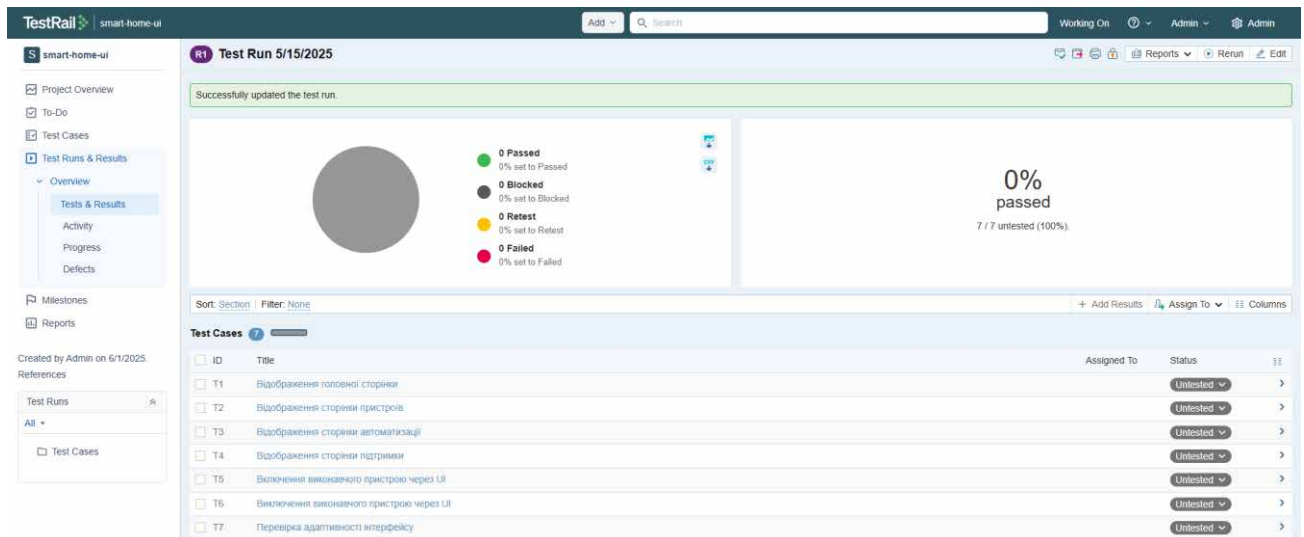 TestRail smart-home-ui
Add Search Working On Admin Admin
S smart-home-ui
R1 Test Run 5/15/2025
Reports Rerun Edit
Project Overview
To-Do
Test Cases
Test Runs & Results
Overview
Tests & Results
Activity
Progress
Defects
Milestones
Reports
Created by Admin on 6/1/2025.
References
Test Runs
All
Test Cases
Successfully updated the test run.
0 Passed
0% set to Passed
0 Blocked
0% set to Blocked
0 Retest
0% set to Retest
0 Failed
0% set to Failed
CSV
0%
passed
7 / 7 untested (100%).
Sort: Section | Filter: None + Add Results Assign To Columns
Test Cases 7
ID Title Assigned To Status
T1 Відображення головної сторінки Untested
T2 Відображення сторінки пристроїв Untested
T3 Відображення сторінки автоматизації Untested
T4 Відображення сторінки підтримки Untested
T5 Включення виконавчого пристрою через UI Untested
T6 Виключення виконавчого пристрою через UI Untested
T7 Перевірка адаптивності інтерфейсу Untested